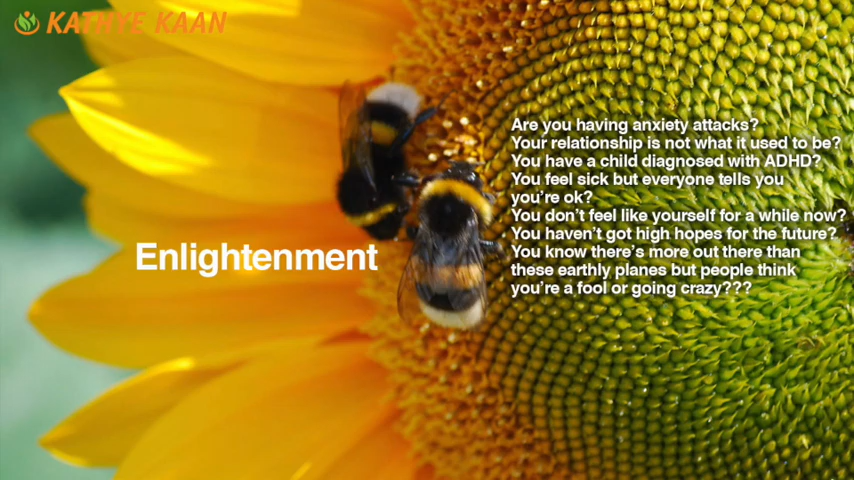 KATHYE KAAN
Enlightenment
Are you having anxiety attacks?
Your relationship is not what it used to be?
You have a child diagnosed with ADHD?
You feel sick but everyone tells you
you're ok?
You don't feel like yourself for a while now?
You haven't got high hopes for the future?
You know there's more out there than
these earthly planes but people think
you're a fool or going crazy???